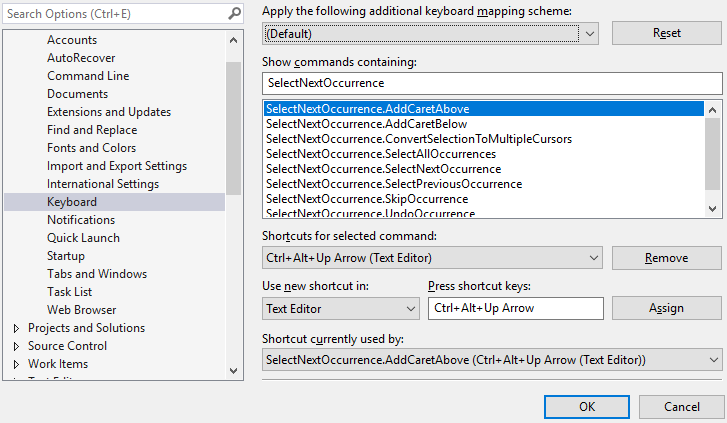 Search Options (Ctrl+E)
Accounts
AutoRecover
Command Line
Documents
Extensions and Updates
Find and Replace
Fonts and Colors
Import and Export Settings
International Settings
Keyboard
Notifications
Quick Launch
Startup
Tabs and Windows
Task List
Web Browser
Projects and Solutions
Source Control
Work Items
Apply the following additional keyboard mapping scheme:
(Default)
Reset
Show commands containing:
SelectNextOccurrence
SelectNextOccurrence.AddCaretAbove
SelectNextOccurrence.AddCaretBelow
SelectNextOccurrence.ConvertSelectionToMultipleCursors
SelectNextOccurrence.SelectAllOccurrences
SelectNextOccurrence.SelectNextOccurrence
SelectNextOccurrence.SelectPreviousOccurrence
SelectNextOccurrence.SkipOccurrence
SelectNextOccurrence.UndoOccurrence
Shortcuts for selected command:
Ctrl+Alt+Up Arrow (Text Editor)
Remove
Use new shortcut in:
Press shortcut keys:
Text Editor
Ctrl+Alt+Up Arrow
Assign
Shortcut currently used by:
SelectNextOccurrence.AddCaretAbove (Ctrl+Alt+Up Arrow (Text Editor))
OK
Cancel